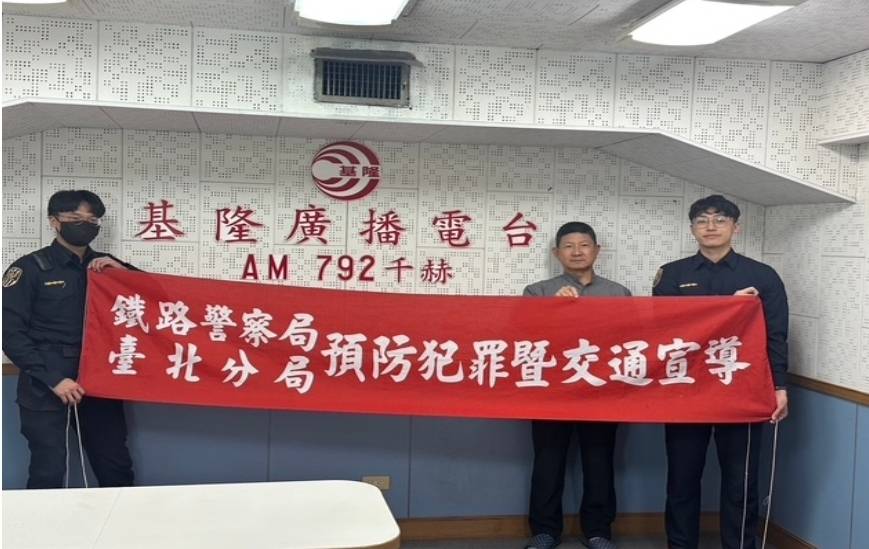 基隆
基隆廣播電台
AM 792千赫
鐵路警察局
臺北分局
預防犯罪暨交通宣導